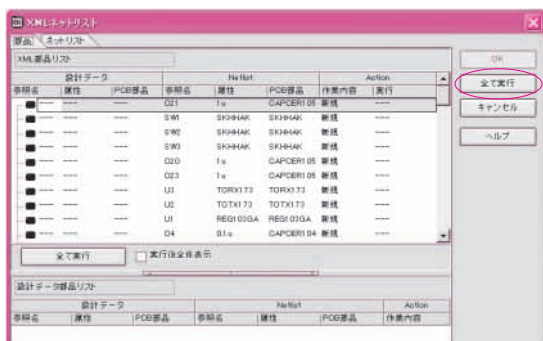 XMLネットリスト
部品 ネットリスト
XML部品リスト
設計データ Netlist Action
参照名 属性 PCB部品 参照名 属性 PCB部品 作業内容 実行
---- ---- ---- C21 1u CAPCER105 新規 ----
---- ---- ---- SW1 SKHHAK SKHHAK 新規 ----
---- ---- ---- SW2 SKHHAK SKHHAK 新規 ----
---- ---- ---- SW3 SKHHAK SKHHAK 新規 ----
---- ---- ---- C20 1u CAPCER105 新規 ----
---- ---- ---- C23 1u CAPCER105 新規 ----
---- ---- ---- U3 TORX173 TORX173 新規 ----
---- ---- ---- U2 TOTX173 TOTX173 新規 ----
---- ---- ---- U1 REG103GA REG103GA 新規 ----
---- ---- ---- C4 0.1u CAPCER104 新規 ----
全て実行 実行後全体表示
設計データ部品リスト
設計データ Netlist Action
参照名 属性 PCB部品 参照名 属性 PCB部品 作業内容
OK
全て実行
キャンセル
ヘルプ